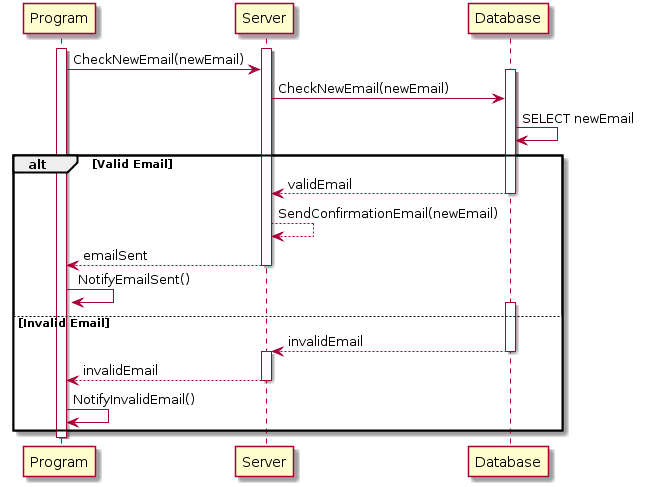 Program Server Database
CheckNewEmail(newEmail)
CheckNewEmail(newEmail)
SELECT newEmail
alt [Valid Email]
validEmail
SendConfirmationEmail(newEmail)
emailSent
NotifyEmailSent()
[Invalid Email]
invalidEmail
invalidEmail
NotifyInvalidEmail()
Program Server Database